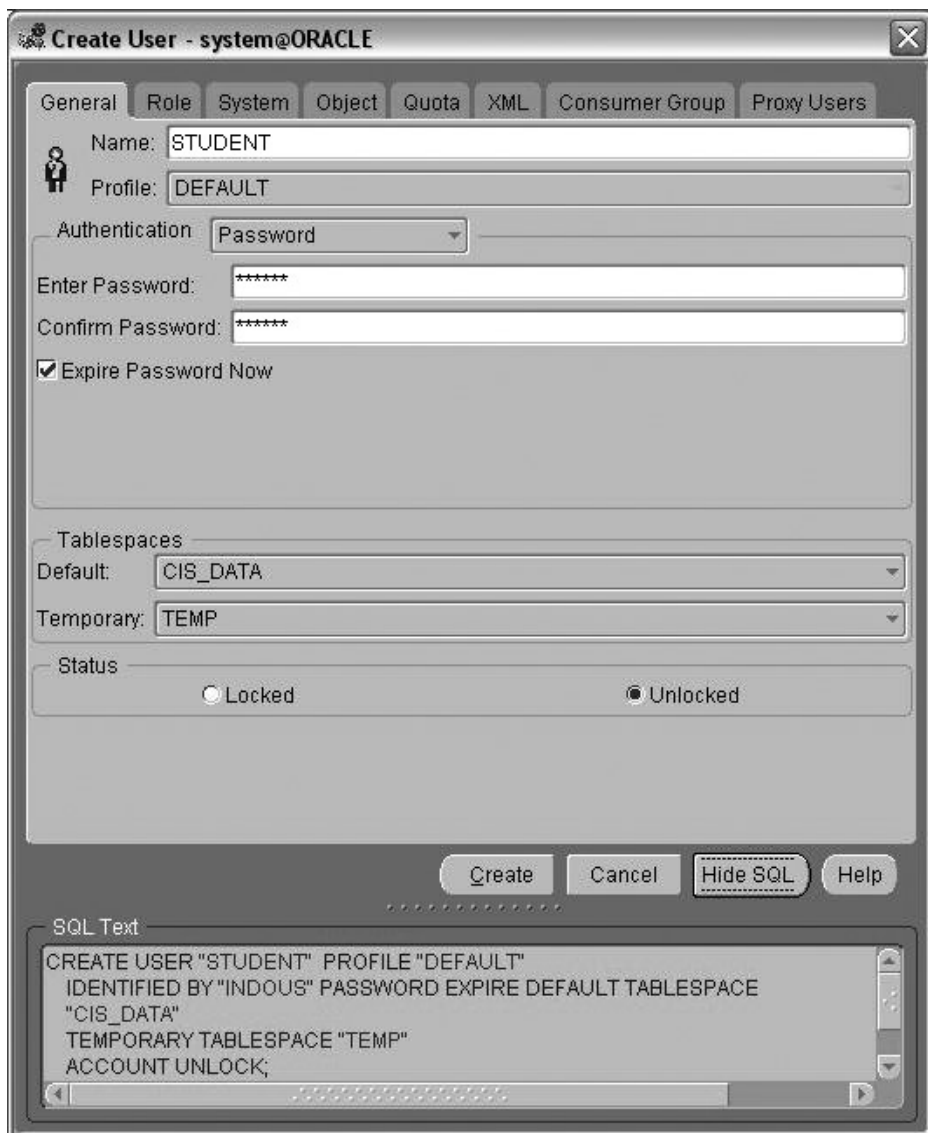 Create User - system@ORACLE
General Role System Object Quota XML Consumer Group Proxy Users
Name: STUDENT
Profile: DEFAULT
Authentication Password
Enter Password: ******
Confirm Password: ******
Expire Password Now
Tablespaces
Default: CIS_DATA
Temporary: TEMP
Status
Locked Unlocked
Create Cancel Hide SQL Help
SQL Text
CREATE USER "STUDENT" PROFILE "DEFAULT"
IDENTIFIED BY "INDOUS" PASSWORD EXPIRE DEFAULT TABLESPACE
"CIS_DATA"
TEMPORARY TABLESPACE "TEMP"
ACCOUNT UNLOCK;